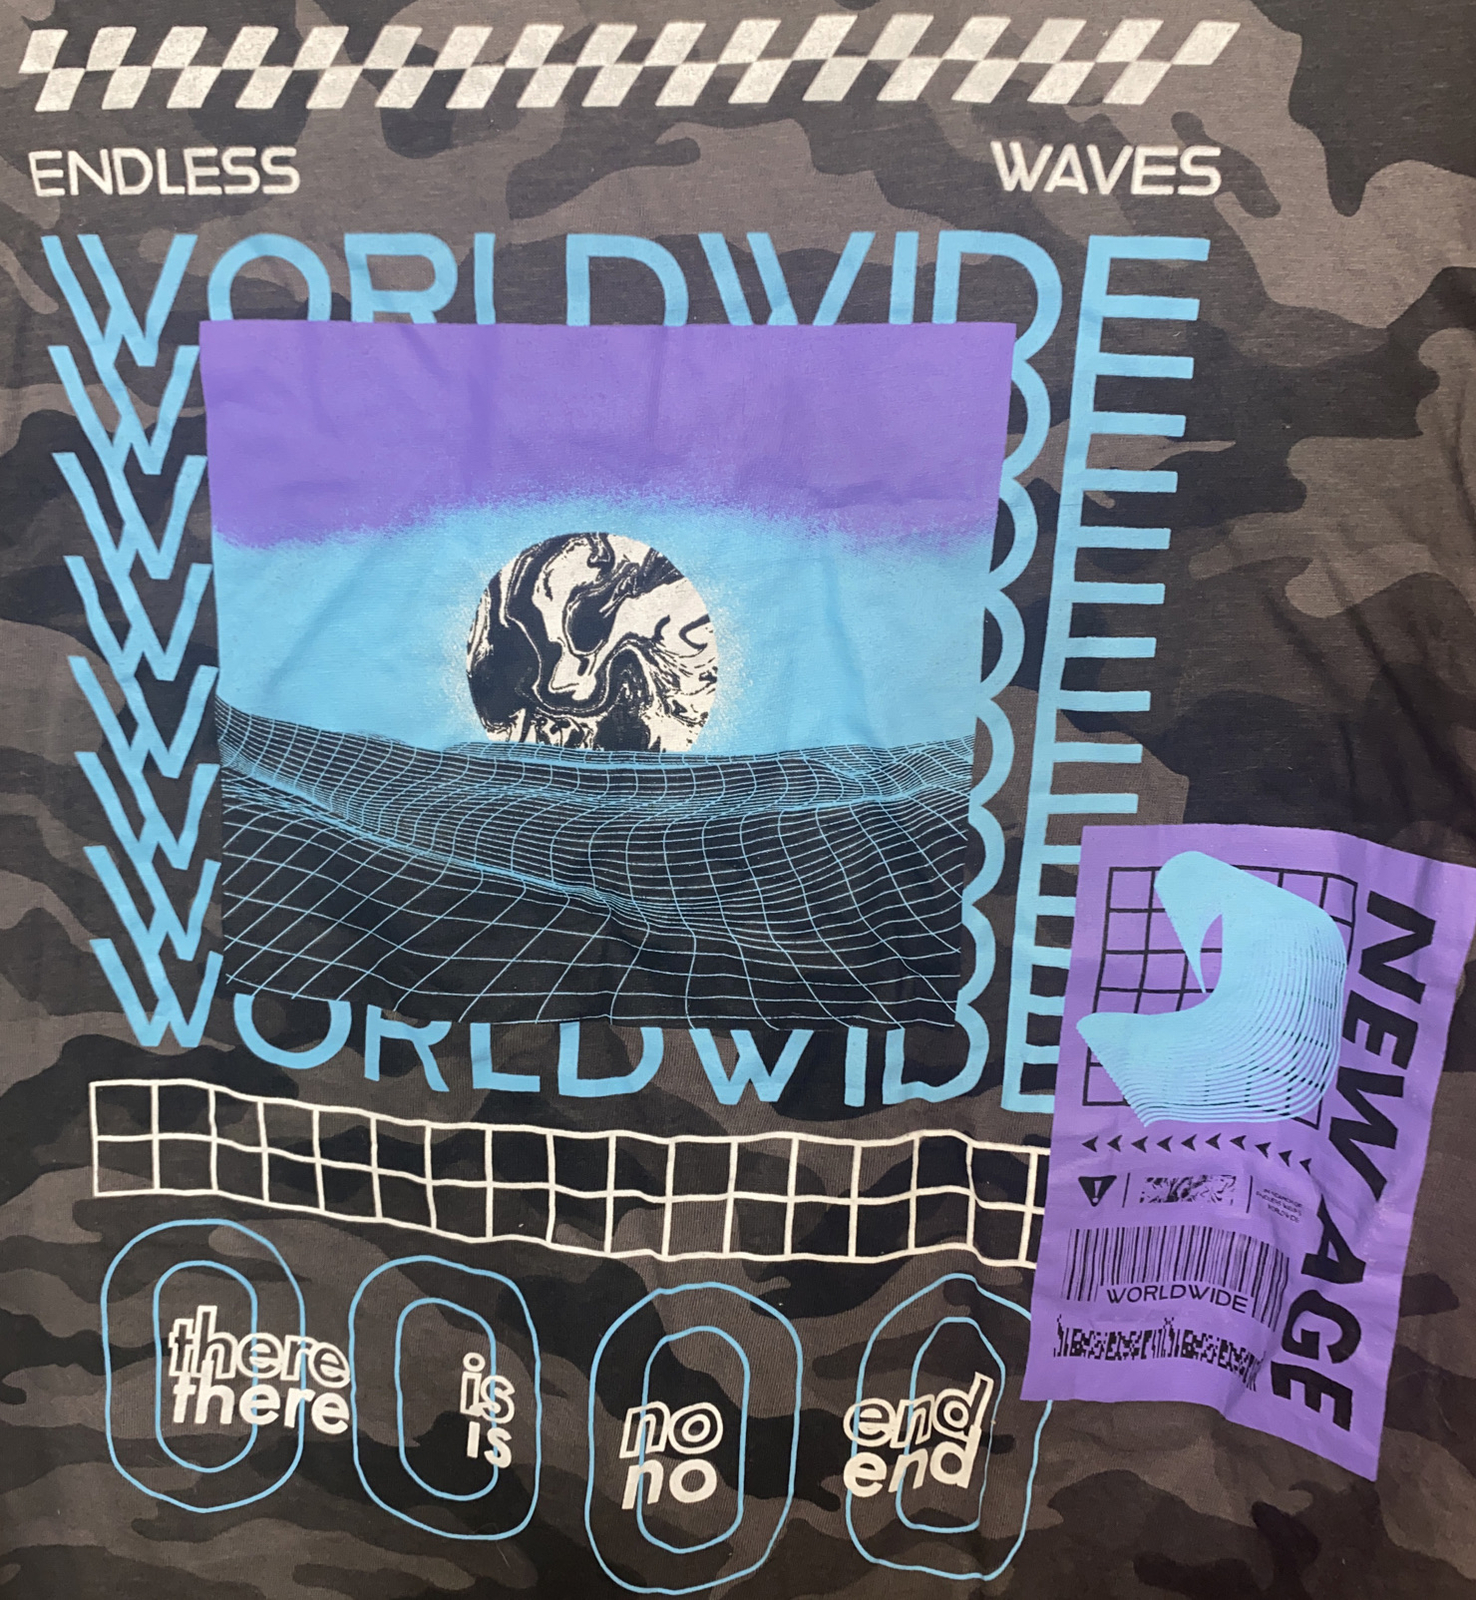 ENDLESS WAVES
WORLDWIDE
WORLDWIDE
NEW AGE
!
WORLDWIDE
there is no end
there is no end